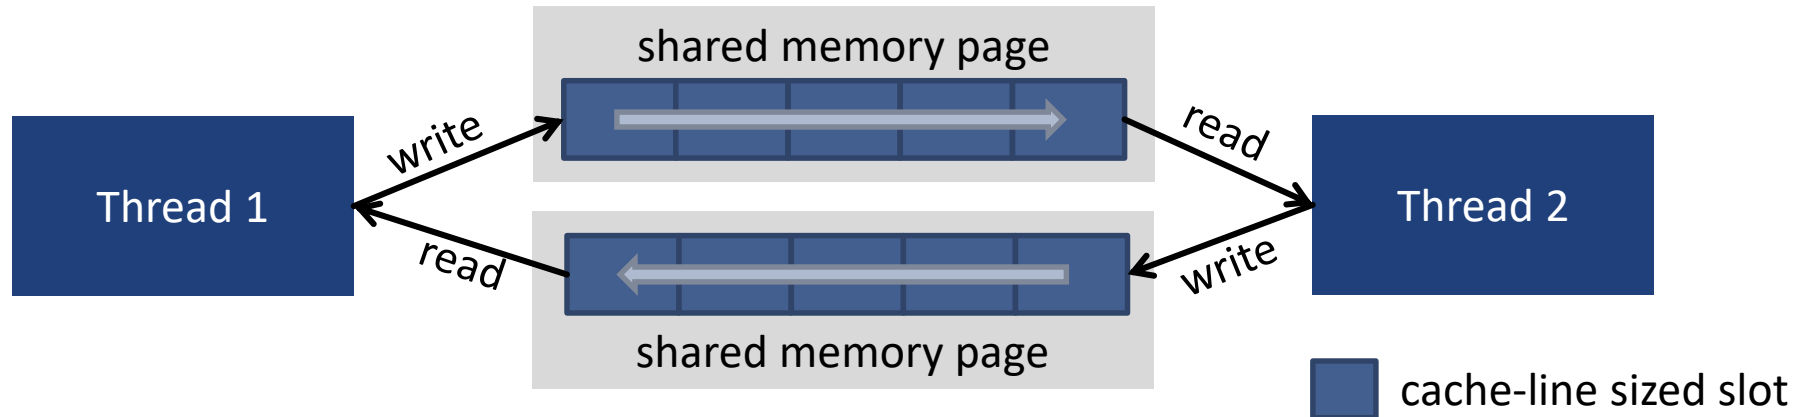 shared memory page
write
read
Thread 1
Thread 2
read
write
shared memory page
cache-line sized slot